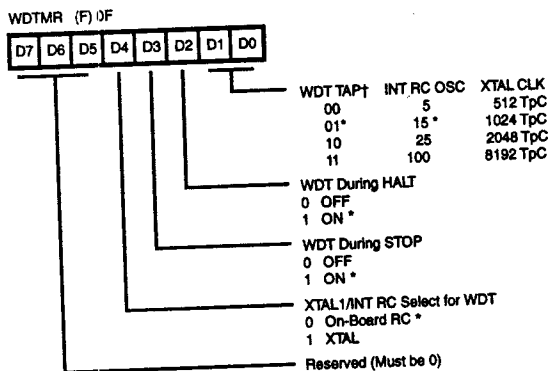 WDTMR (F) 0F
D7 D6 D5 D4 D3 D2 D1 D0
WDT TAP† INT RC OSC XTAL CLK
00 5 512 TpC
01* 15 * 1024 TpC
10 25 2048 TpC
11 100 8192 TpC
WDT During HALT
0 OFF
1 ON *
WDT During STOP
0 OFF
1 ON *
XTAL1/INT RC Select for WDT
0 On-Board RC *
1 XTAL
Reserved (Must be 0)